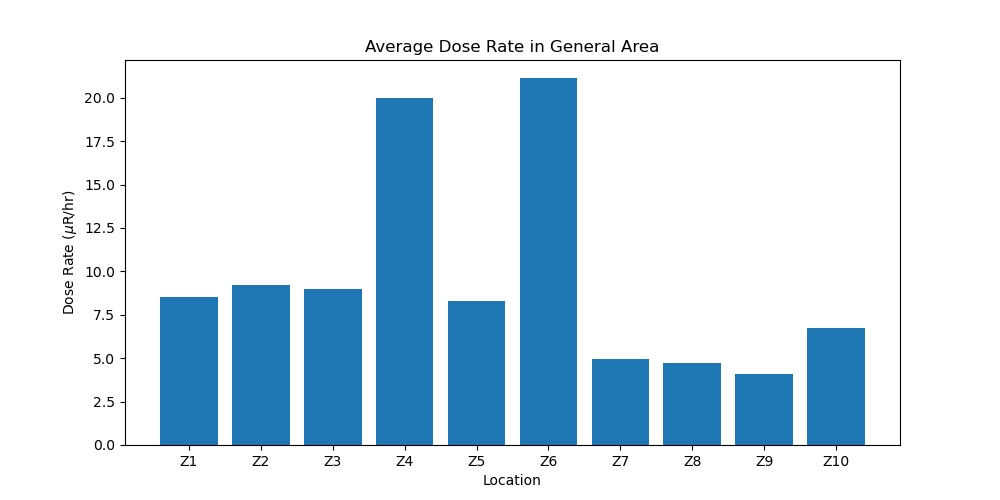 Average Dose Rate in General Area
20.0
17.5
15.0
12.5
10.0
7.5
5.0
2.5
0.0
Dose Rate (μR/hr)
Z1 Z2 Z3 Z4 Z5 Z6 Z7 Z8 Z9 Z10
Location